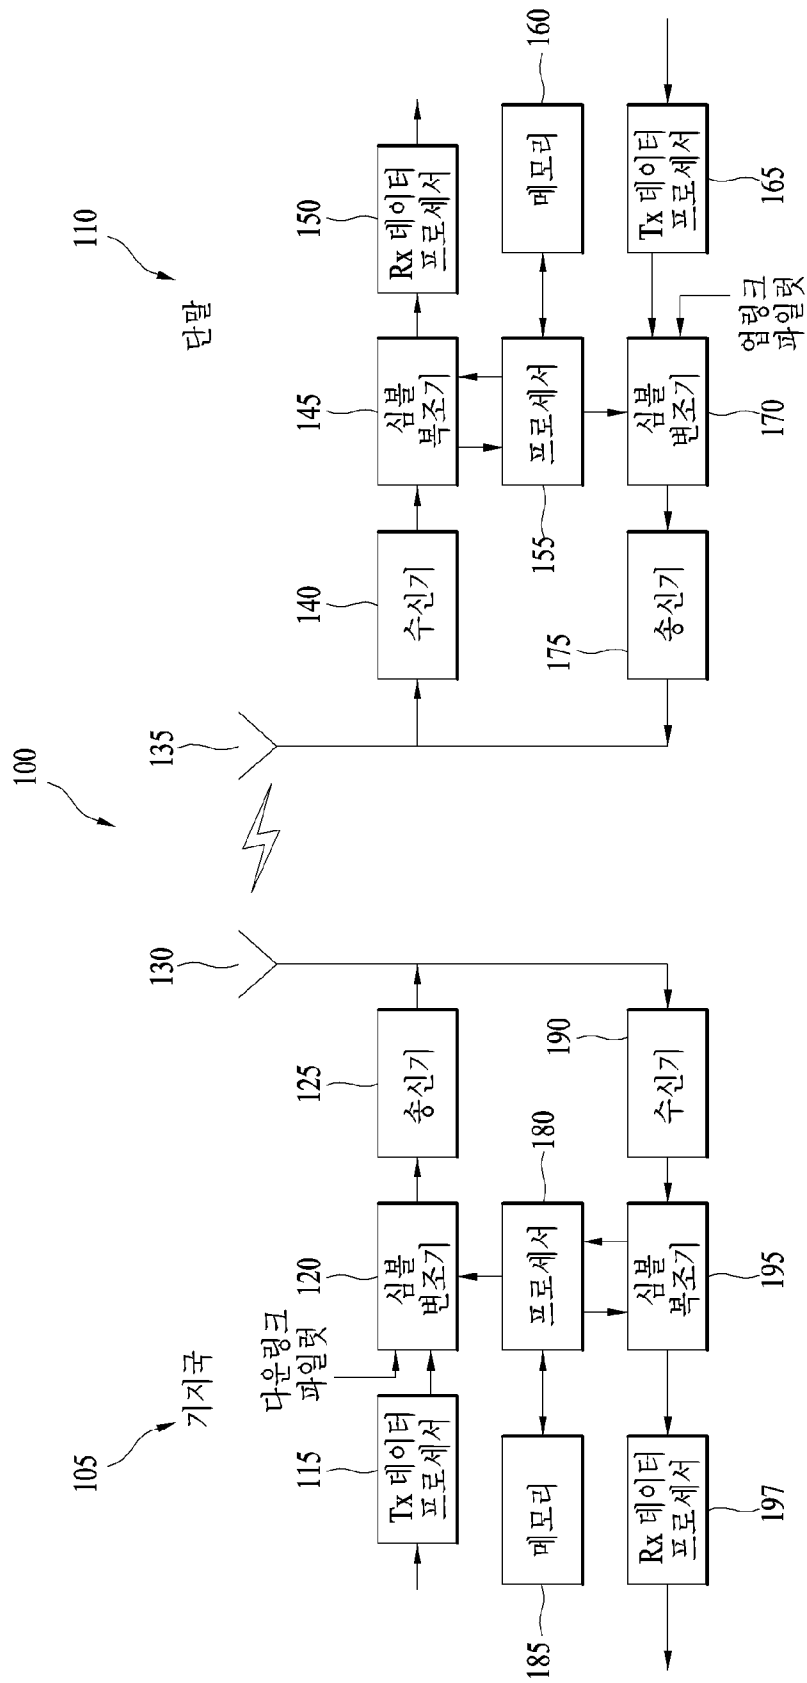 100
105
기지국
110
단말
다운링크
파일럿
115
Tx 데이터
프로세서
120
심볼
변조기
125
송신기
130
135
140
수신기
145
심볼
복조기
150
Rx 데이터
프로세서
185
메모리
180
프로세서
155
프로세서
160
메모리
197
Rx 데이터
프로세서
195
심볼
복조기
190
수신기
175
송신기
170
심볼
변조기
업링크
파일럿
165
Tx 데이터
프로세서